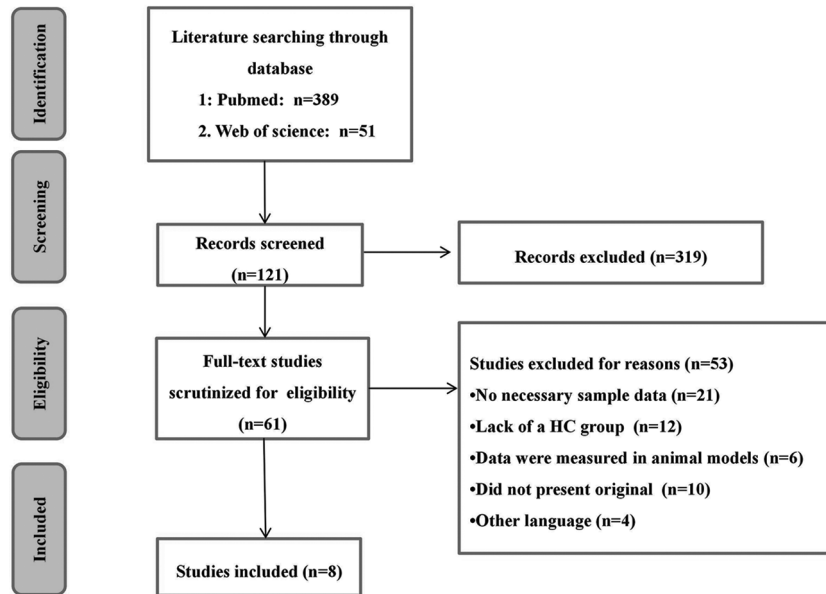 Identification
Literature searching through
database
1: Pubmed: n=389
2. Web of science: n=51
Screening
Records screened
(n=121)
Records excluded (n=319)
Eligibility
Full-text studies
scrutinized for eligibility
(n=61)
Studies excluded for reasons (n=53)
•No necessary sample data (n=21)
•Lack of a HC group (n=12)
•Data were measured in animal models (n=6)
•Did not present original (n=10)
•Other language (n=4)
Included
Studies included (n=8)